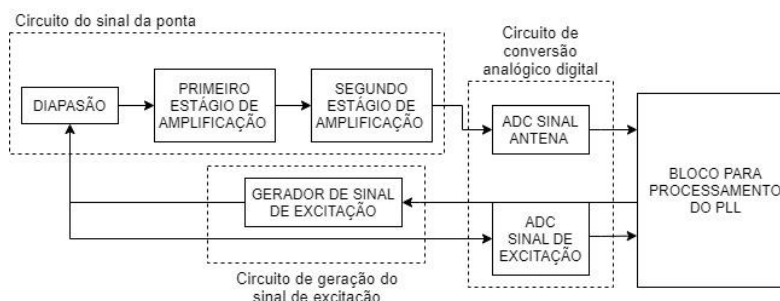 Circuito do sinal da ponta
Circuito de
conversão
analógico digital
DIAPASÃO
PRIMEIRO
ESTÁGIO DE
AMPLIFICAÇÃO
SEGUNDO
ESTÁGIO DE
AMPLIFICAÇÃO
ADC SINAL
ANTENA
BLOCO PARA
PROCESSAMENTO
DO PLL
GERADOR DE SINAL
DE EXCITAÇÃO
ADC
SINAL DE
EXCITAÇÃO
Circuito de geração do
sinal de excitação